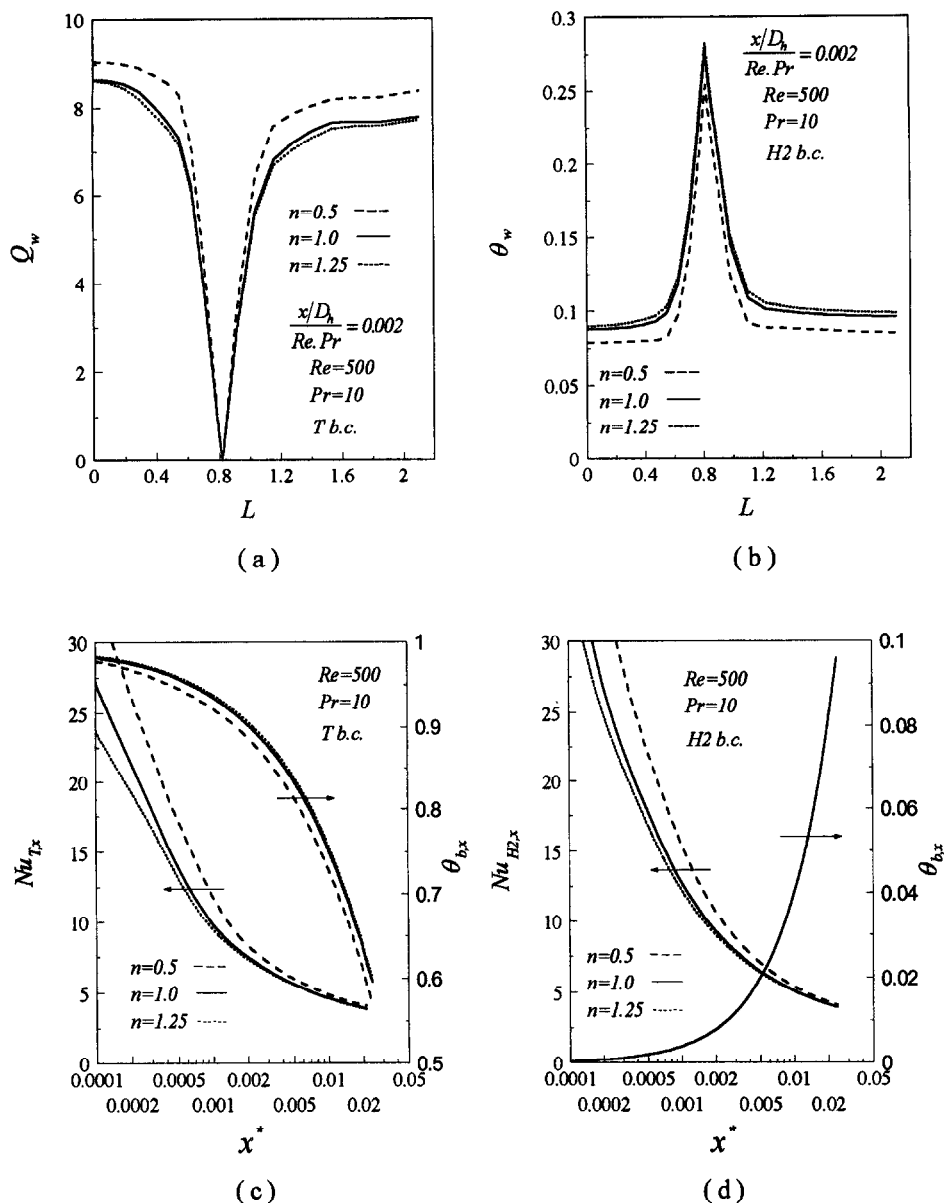 10
8
6
4
2
0
Q_w
n=0.5
n=1.0
n=1.25
x/D_h
Re.Pr
=0.002
Re=500
Pr=10
T b.c.
0 0.4 0.8 1.2 1.6 2
L
(a)
0.3
0.25
0.2
0.15
0.1
0.05
0
θ_w
x/D_h
Re.Pr
=0.002
Re=500
Pr=10
H2 b.c.
n=0.5
n=1.0
n=1.25
0 0.4 0.8 1.2 1.6 2
L
(b)
30
25
20
15
10
5
0
Nu_{T,x}
Re=500
Pr=10
T b.c.
n=0.5
n=1.0
n=1.25
1
0.9
0.8
0.7
0.6
0.5
θ_{b,x}
0.0001 0.0005 0.002 0.01 0.05
0.0002 0.001 0.005 0.02
x*
(c)
30
25
20
15
10
5
0
Nu_{H2,x}
Re=500
Pr=10
H2 b.c.
n=0.5
n=1.0
n=1.25
0.1
0.08
0.06
0.04
0.02
0
θ_{b,x}
0.0001 0.0005 0.002 0.01 0.05
0.0002 0.001 0.005 0.02
x*
(d)